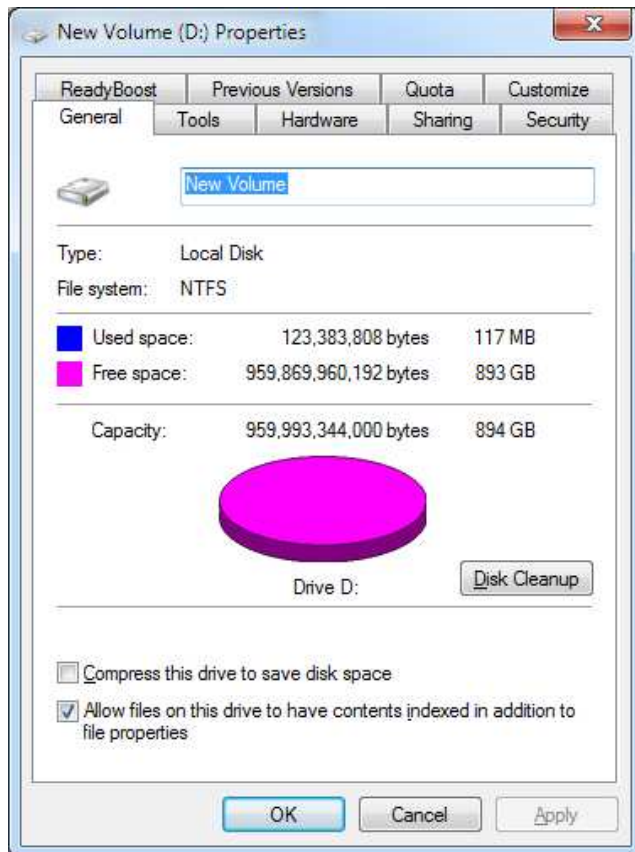 New Volume (D:) Properties
ReadyBoost Previous Versions Quota Customize
General Tools Hardware Sharing Security
New Volume
Type: Local Disk
File system: NTFS
Used space: 123,383,808 bytes 117 MB
Free space: 959,869,960,192 bytes 893 GB
Capacity: 959,993,344,000 bytes 894 GB
Drive D:
Disk Cleanup
Compress this drive to save disk space
Allow files on this drive to have contents indexed in addition to
file properties
OK Cancel Apply